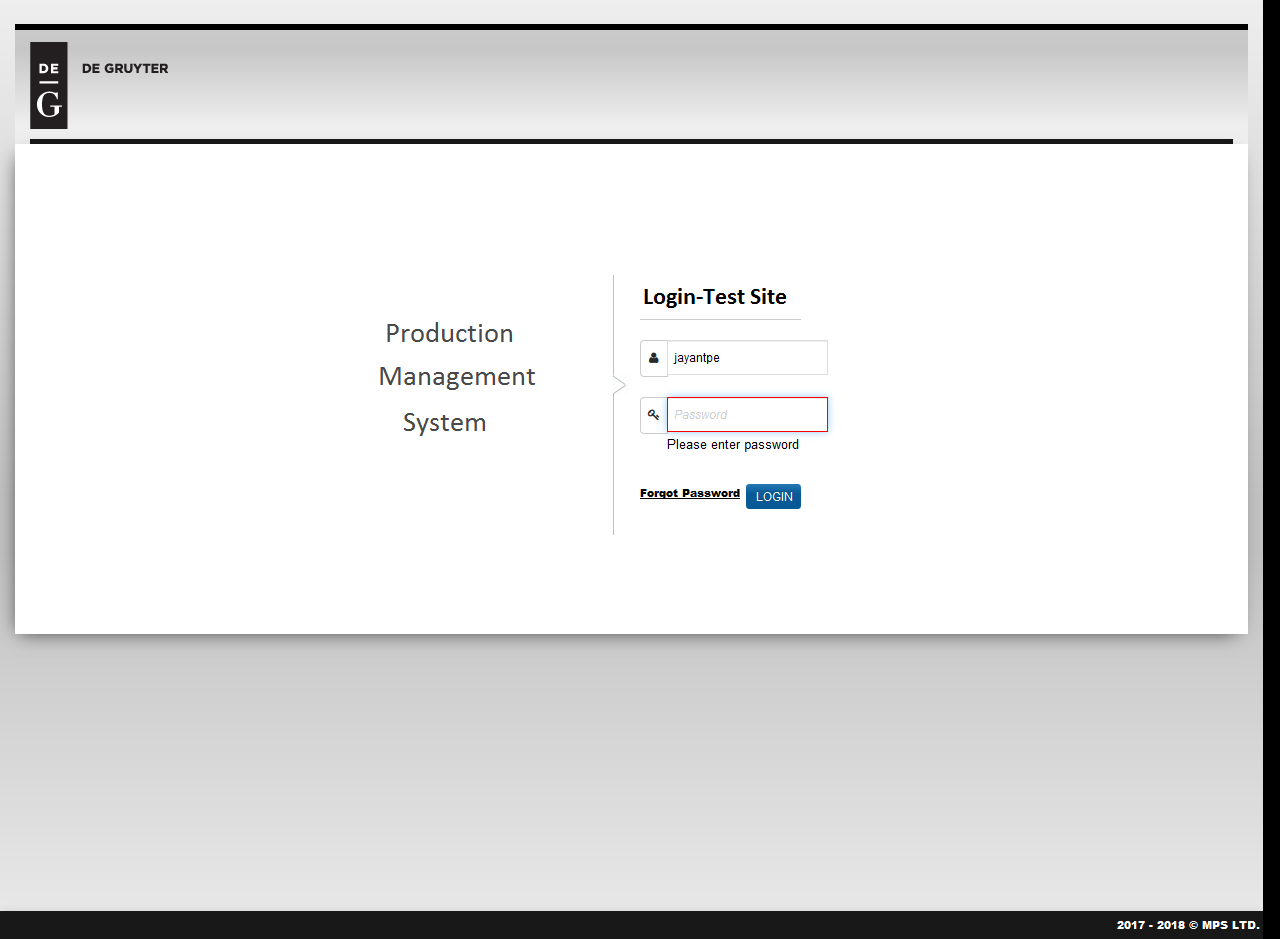 DE
G
DE GRUYTER
Production
Management
System
Login-Test Site
jayantpe
Password
Please enter password
Forgot Password
LOGIN
2017 - 2018 © MPS LTD.